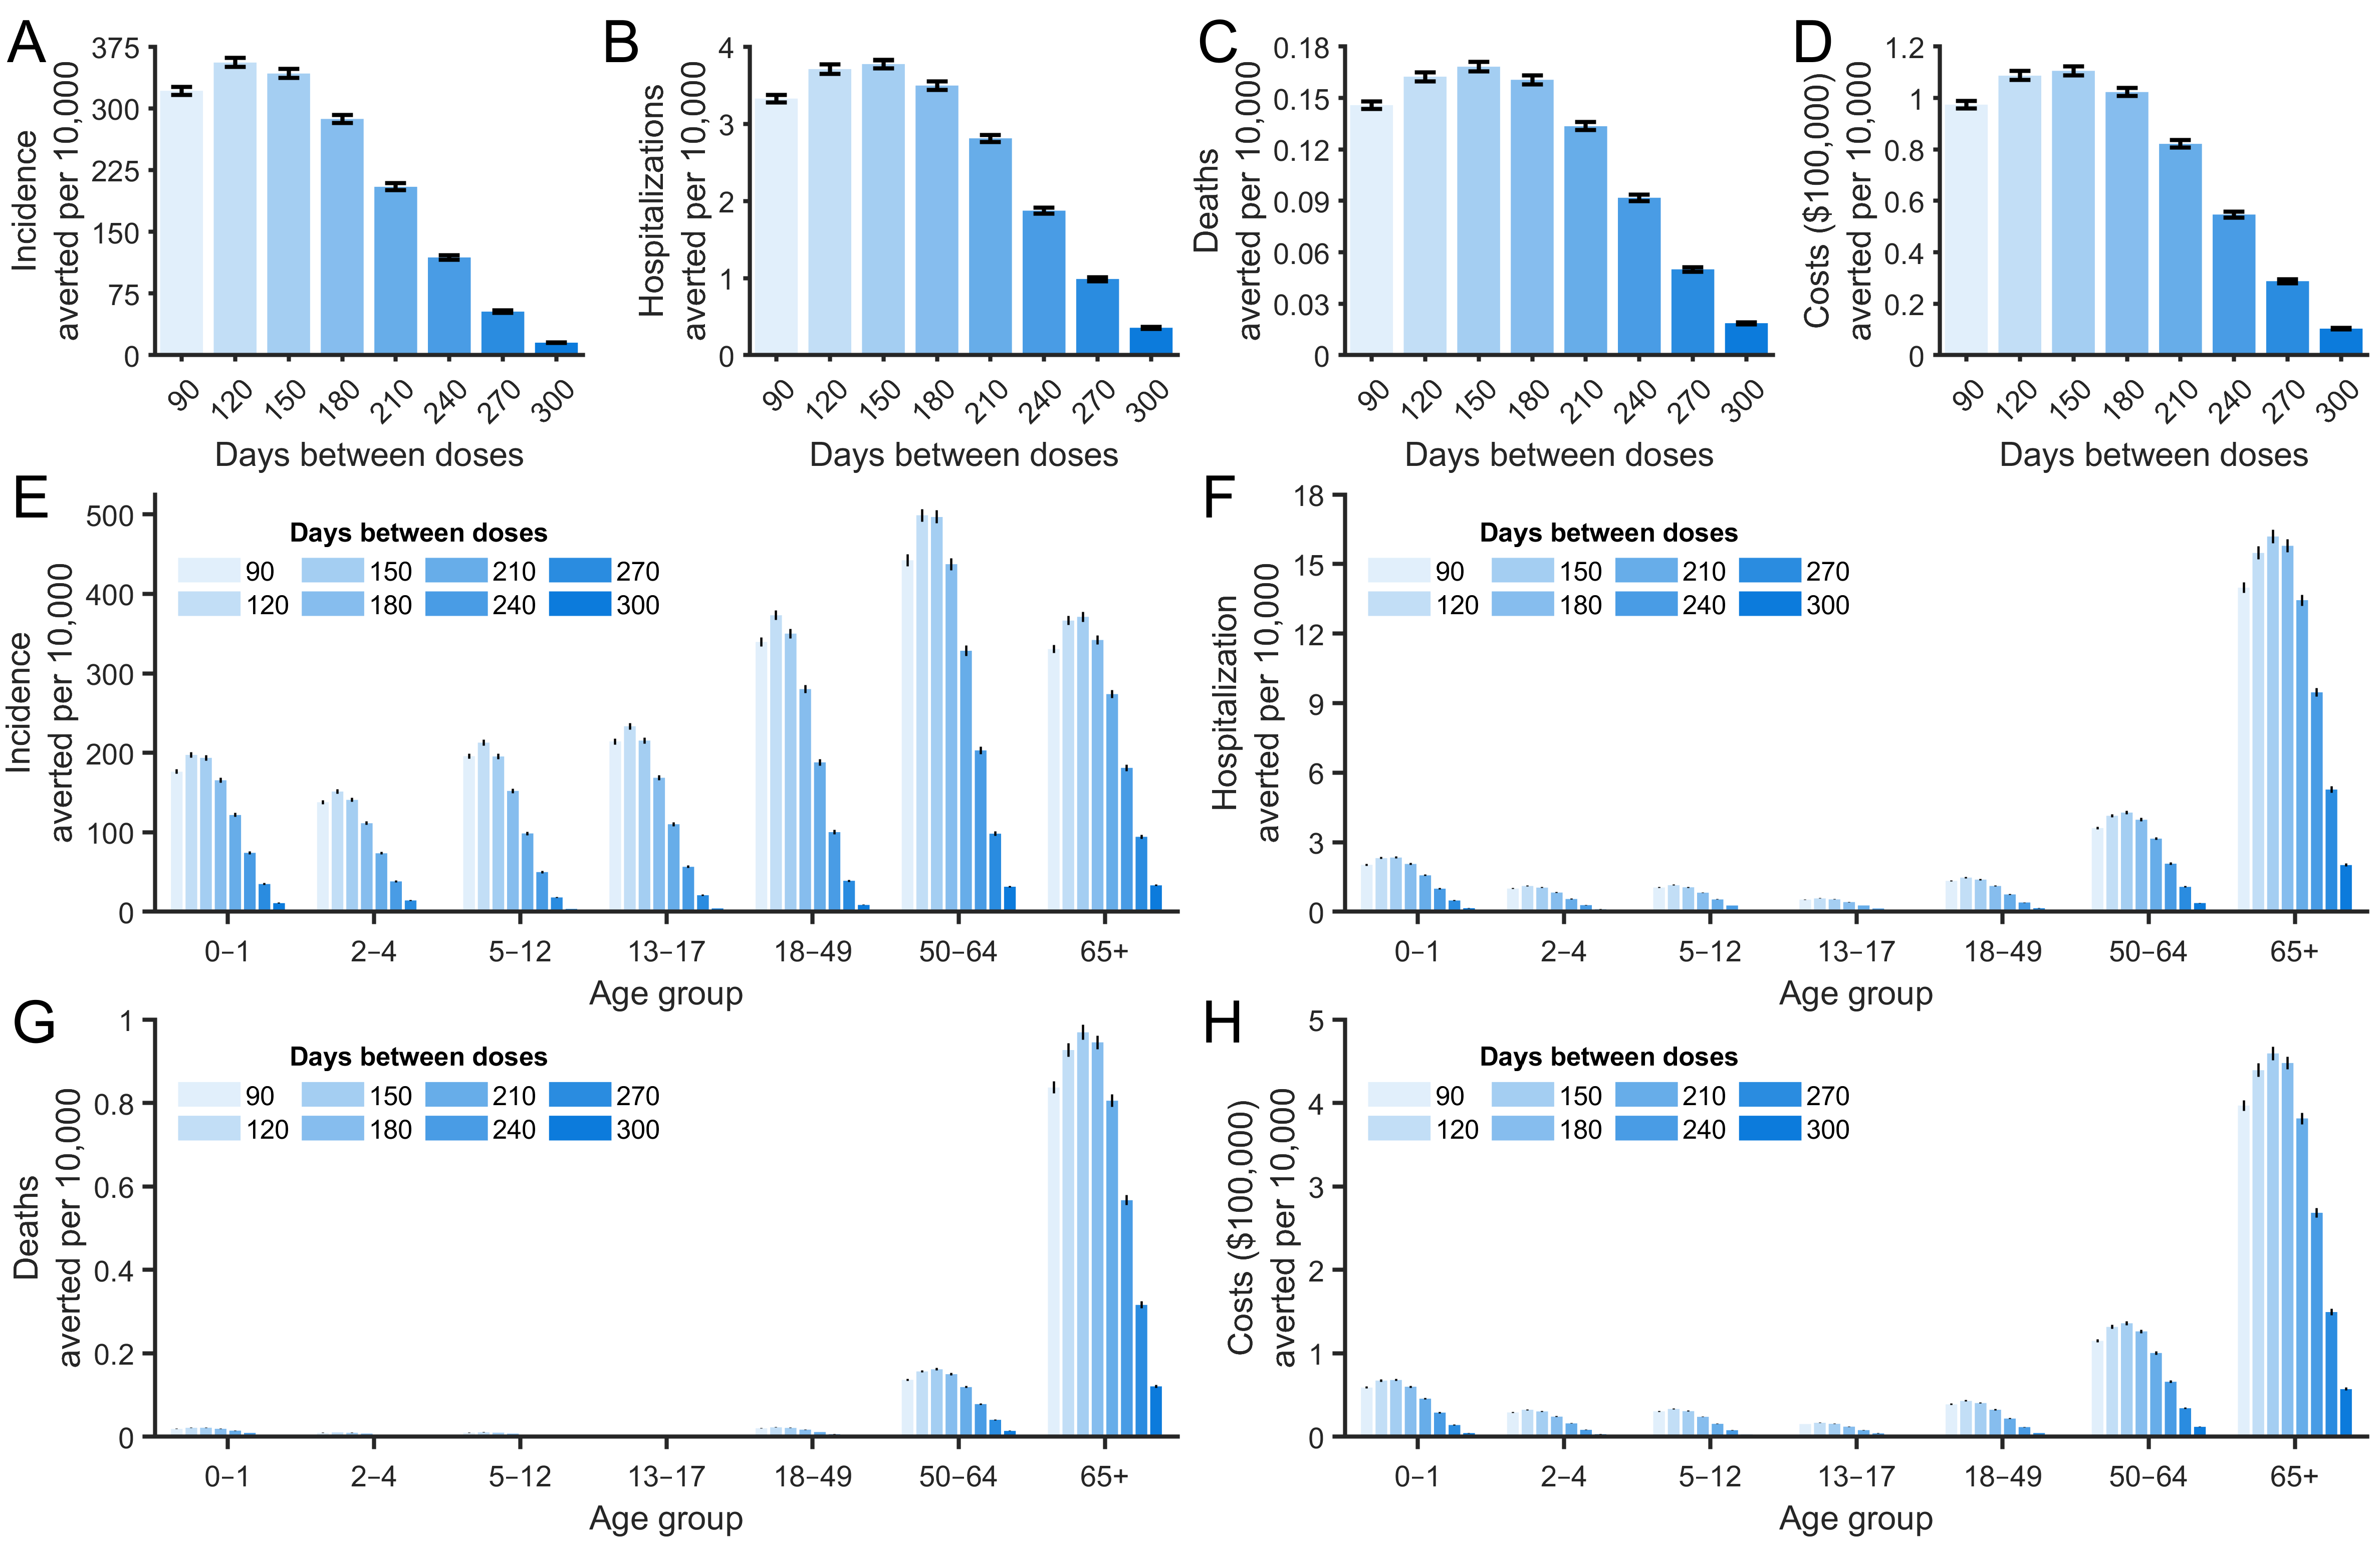 A
Incidence
averted per 10,000
375
300
225
150
75
0
90 120 150 180 210 240 270 300
Days between doses
B
Hospitalizations
averted per 10,000
4
3
2
1
0
90 120 150 180 210 240 270 300
Days between doses
C
Deaths
averted per 10,000
0.18
0.15
0.12
0.09
0.06
0.03
0
90 120 150 180 210 240 270 300
Days between doses
D
Costs ($100,000)
averted per 10,000
1.2
1
0.8
0.6
0.4
0.2
0
90 120 150 180 210 240 270 300
Days between doses
E
Incidence
averted per 10,000
500
400
300
200
100
0
Days between doses
90 150 210 270
120 180 240 300
0–1 2–4 5–12 13–17 18–49 50–64 65+
Age group
F
Hospitalization
averted per 10,000
18
15
12
9
6
3
0
Days between doses
90 150 210 270
120 180 240 300
0–1 2–4 5–12 13–17 18–49 50–64 65+
Age group
G
Deaths
averted per 10,000
1
0.8
0.6
0.4
0.2
0
Days between doses
90 150 210 270
120 180 240 300
0–1 2–4 5–12 13–17 18–49 50–64 65+
Age group
H
Costs ($100,000)
averted per 10,000
5
4
3
2
1
0
Days between doses
90 150 210 270
120 180 240 300
0–1 2–4 5–12 13–17 18–49 50–64 65+
Age group